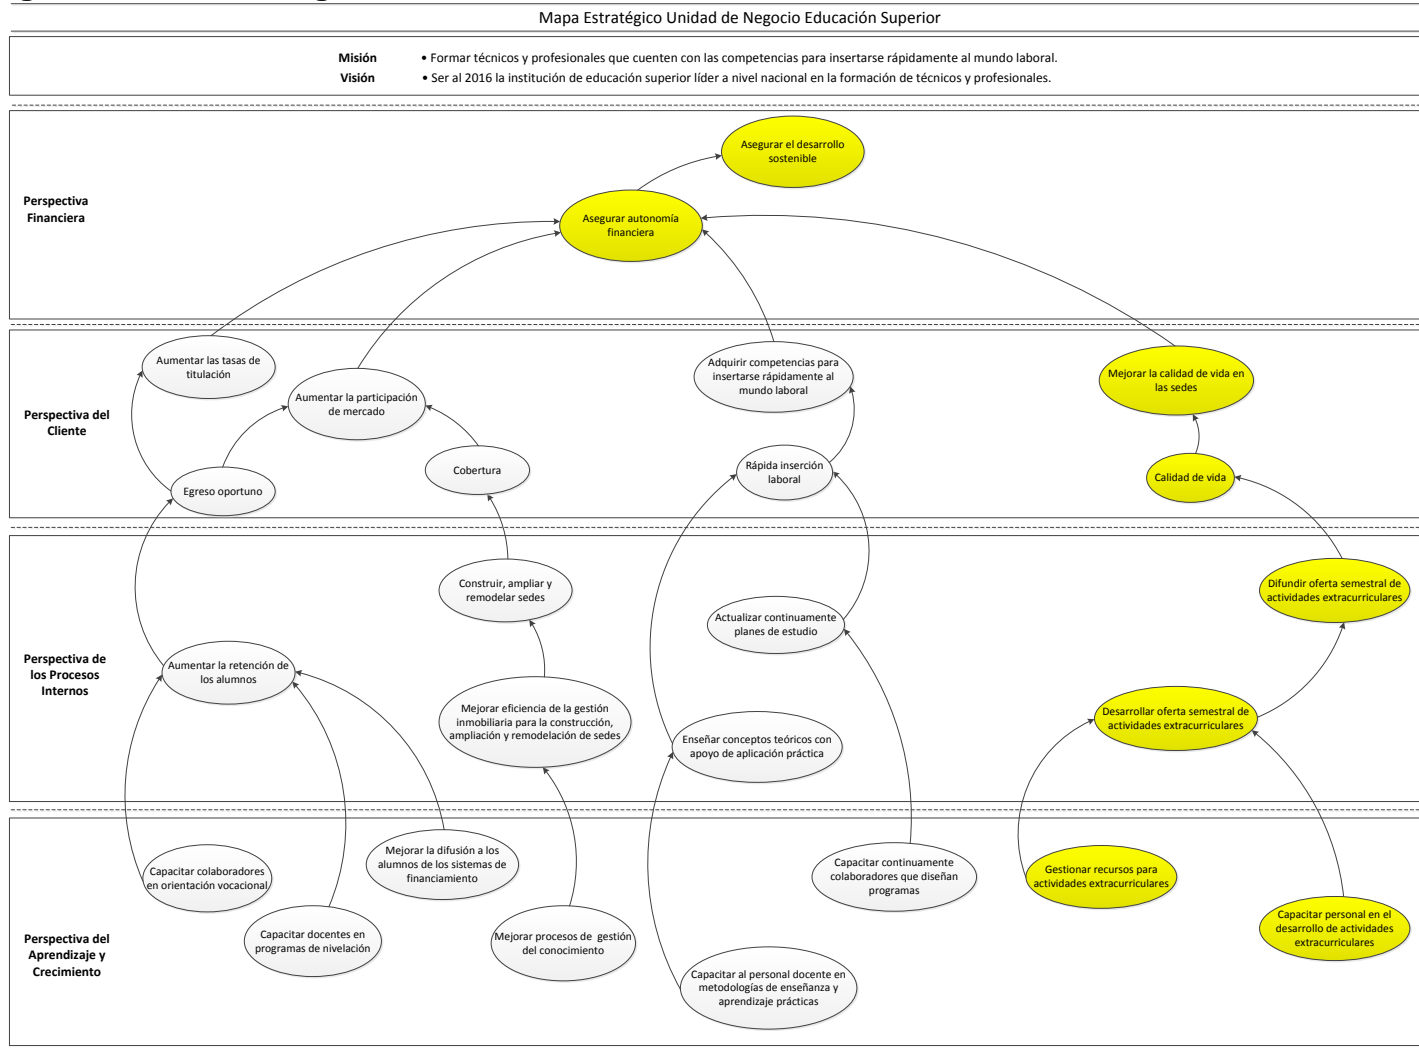 Mapa Estratégico Unidad de Negocio Educación Superior
Misión • Formar técnicos y profesionales que cuenten con las competencias para insertarse rápidamente al mundo laboral.
Visión • Ser al 2016 la institución de educación superior líder a nivel nacional en la formación de técnicos y profesionales.
Perspectiva
Financiera
Asegurar el desarrollo
sostenible
Asegurar autonomía
financiera
Perspectiva del
Cliente
Aumentar las tasas de
titulación
Aumentar la participación
de mercado
Adquirir competencias para
insertarse rápidamente al
mundo laboral
Mejorar la calidad de vida en
las sedes
Egreso oportuno
Cobertura
Rápida inserción
laboral
Calidad de vida
Perspectiva de
los Procesos
Internos
Construir, ampliar y
remodelar sedes
Actualizar continuamente
planes de estudio
Difundir oferta semestral de
actividades extracurriculares
Aumentar la retención de
los alumnos
Mejorar eficiencia de la gestión
inmobiliaria para la construcción,
ampliación y remodelación de sedes
Enseñar conceptos teóricos con
apoyo de aplicación práctica
Desarrollar oferta semestral de
actividades extracurriculares
Perspectiva del
Aprendizaje y
Crecimiento
Capacitar colaboradores
en orientación vocacional
Mejorar la difusión a los
alumnos de los sistemas de
financiamiento
Capacitar continuamente
colaboradores que diseñan
programas
Gestionar recursos para
actividades extracurriculares
Capacitar docentes en
programas de nivelación
Mejorar procesos de gestión
del conocimiento
Capacitar al personal docente en
metodologías de enseñanza y
aprendizaje prácticas
Capacitar personal en el
desarrollo de actividades
extracurriculares